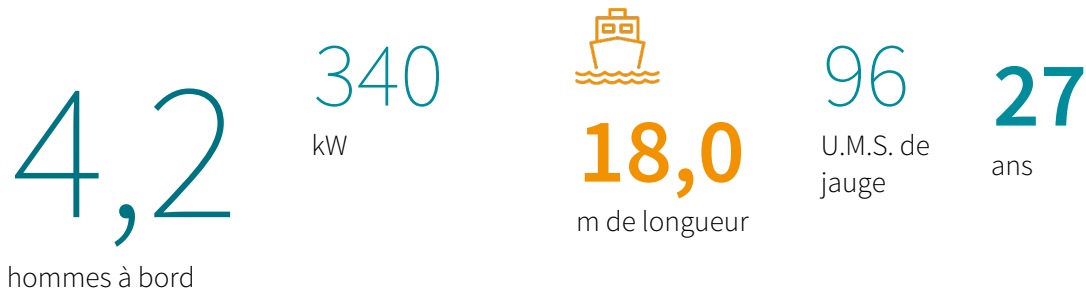 4,2
hommes à bord
340
kW
18,0
m de longueur
96
U.M.S. de
jauge
27
ans